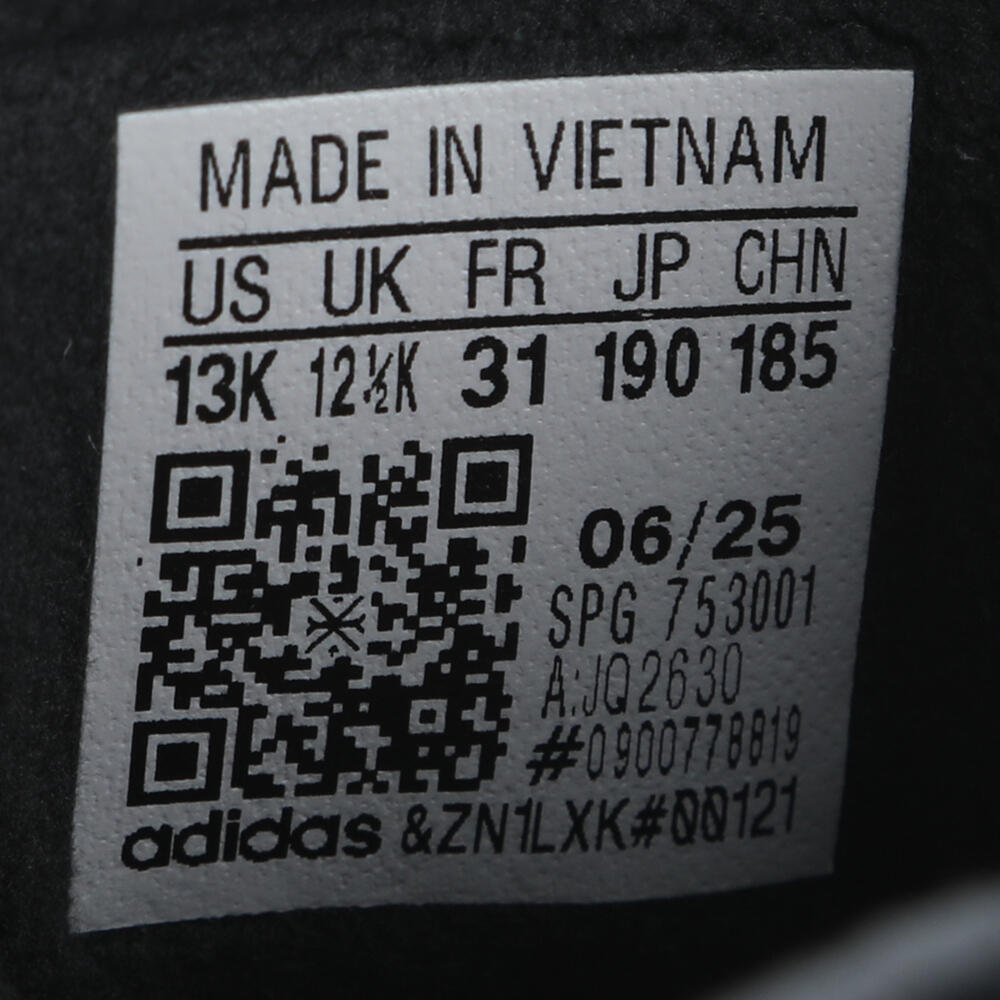 MADE IN VIETNAM
US UK FR JP CHN
13K 12½K 31 190 185
06/25
SPG 753001
A:JQ2630
#0900778819
adidas &ZN1LXK#00121